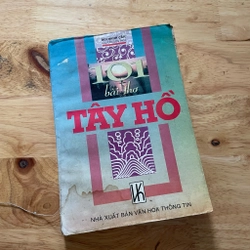 101
bài thơ
TÂY HỒ
NHÀ XUẤT BẢN VĂN HÓA THÔNG TIN